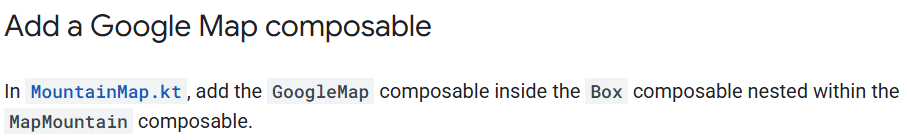 Add a Google Map composable
In MountainMap.kt, add the GoogleMap composable inside the Box composable nested within the
MapMountain composable.